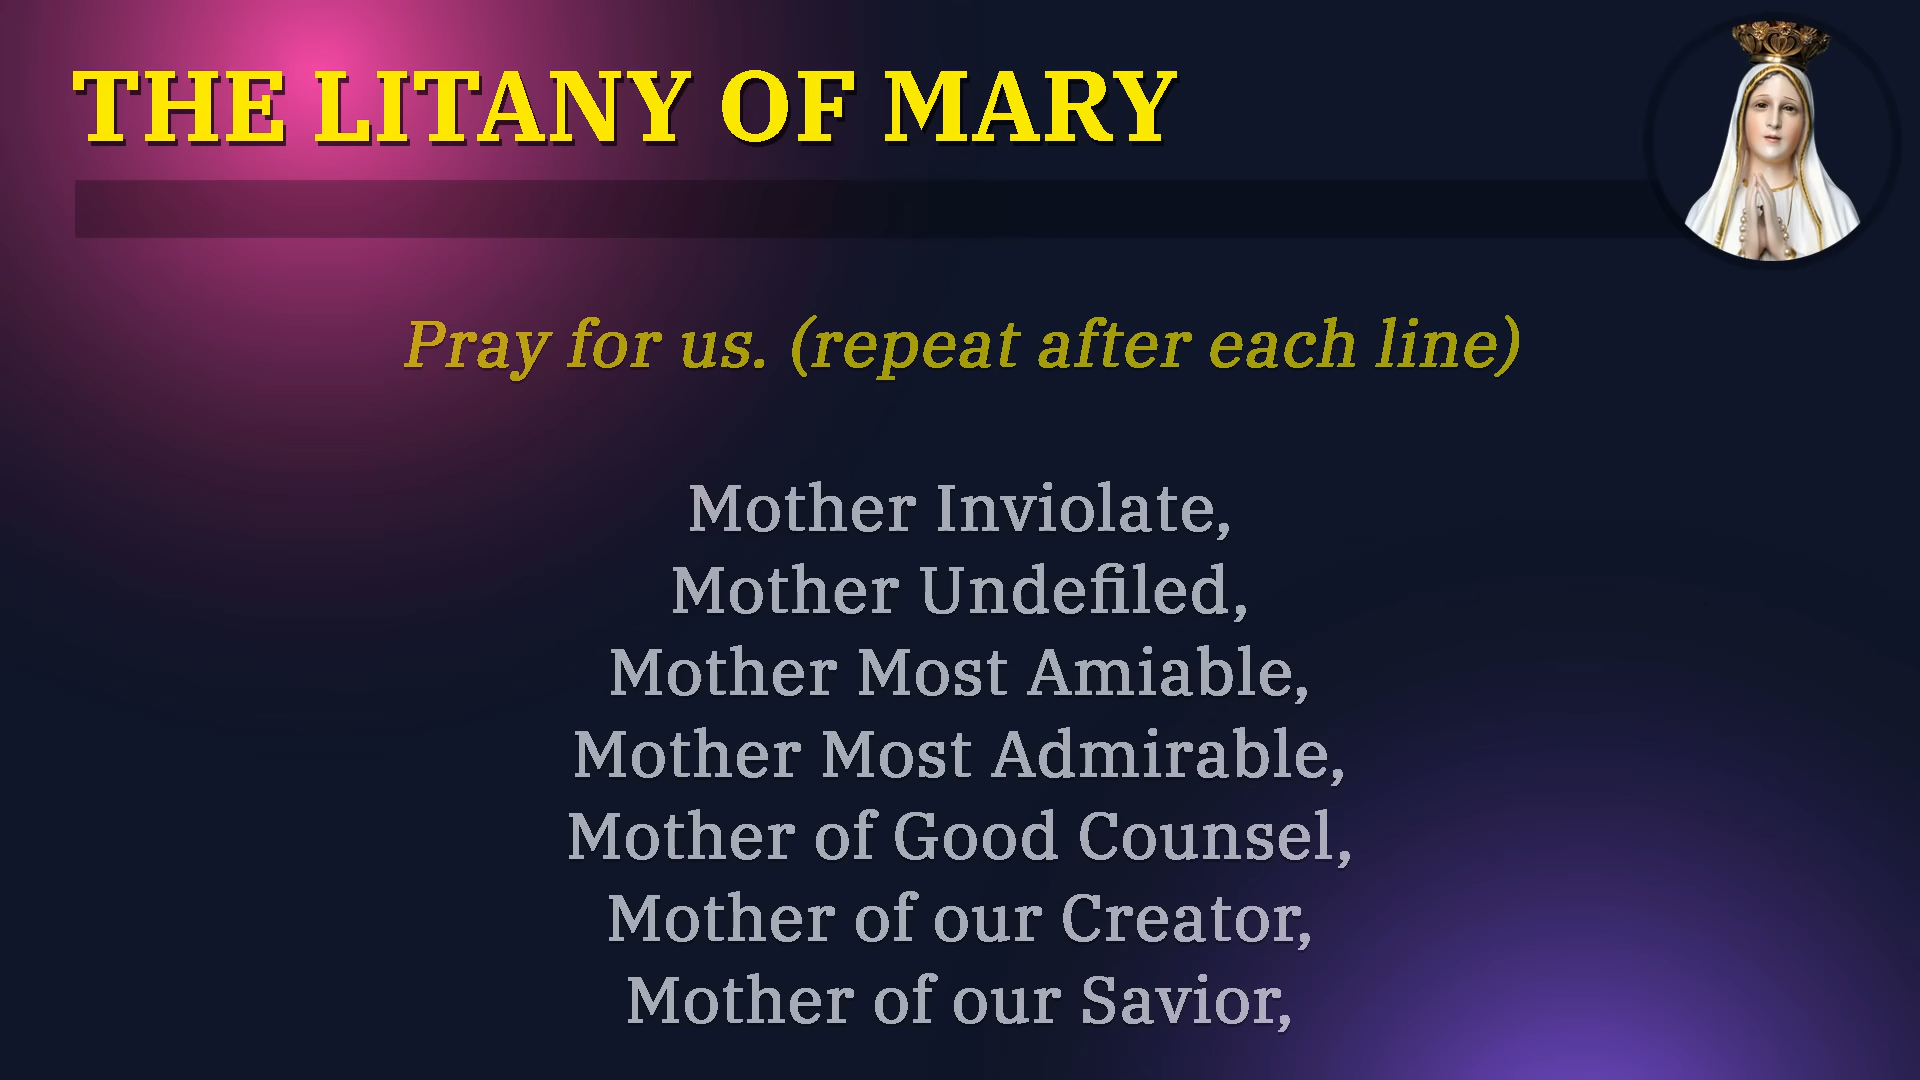 THE LITANY OF MARY
Pray for us. (repeat after each line)
Mother Inviolate,
Mother Undefiled,
Mother Most Amiable,
Mother Most Admirable,
Mother of Good Counsel,
Mother of our Creator,
Mother of our Savior,